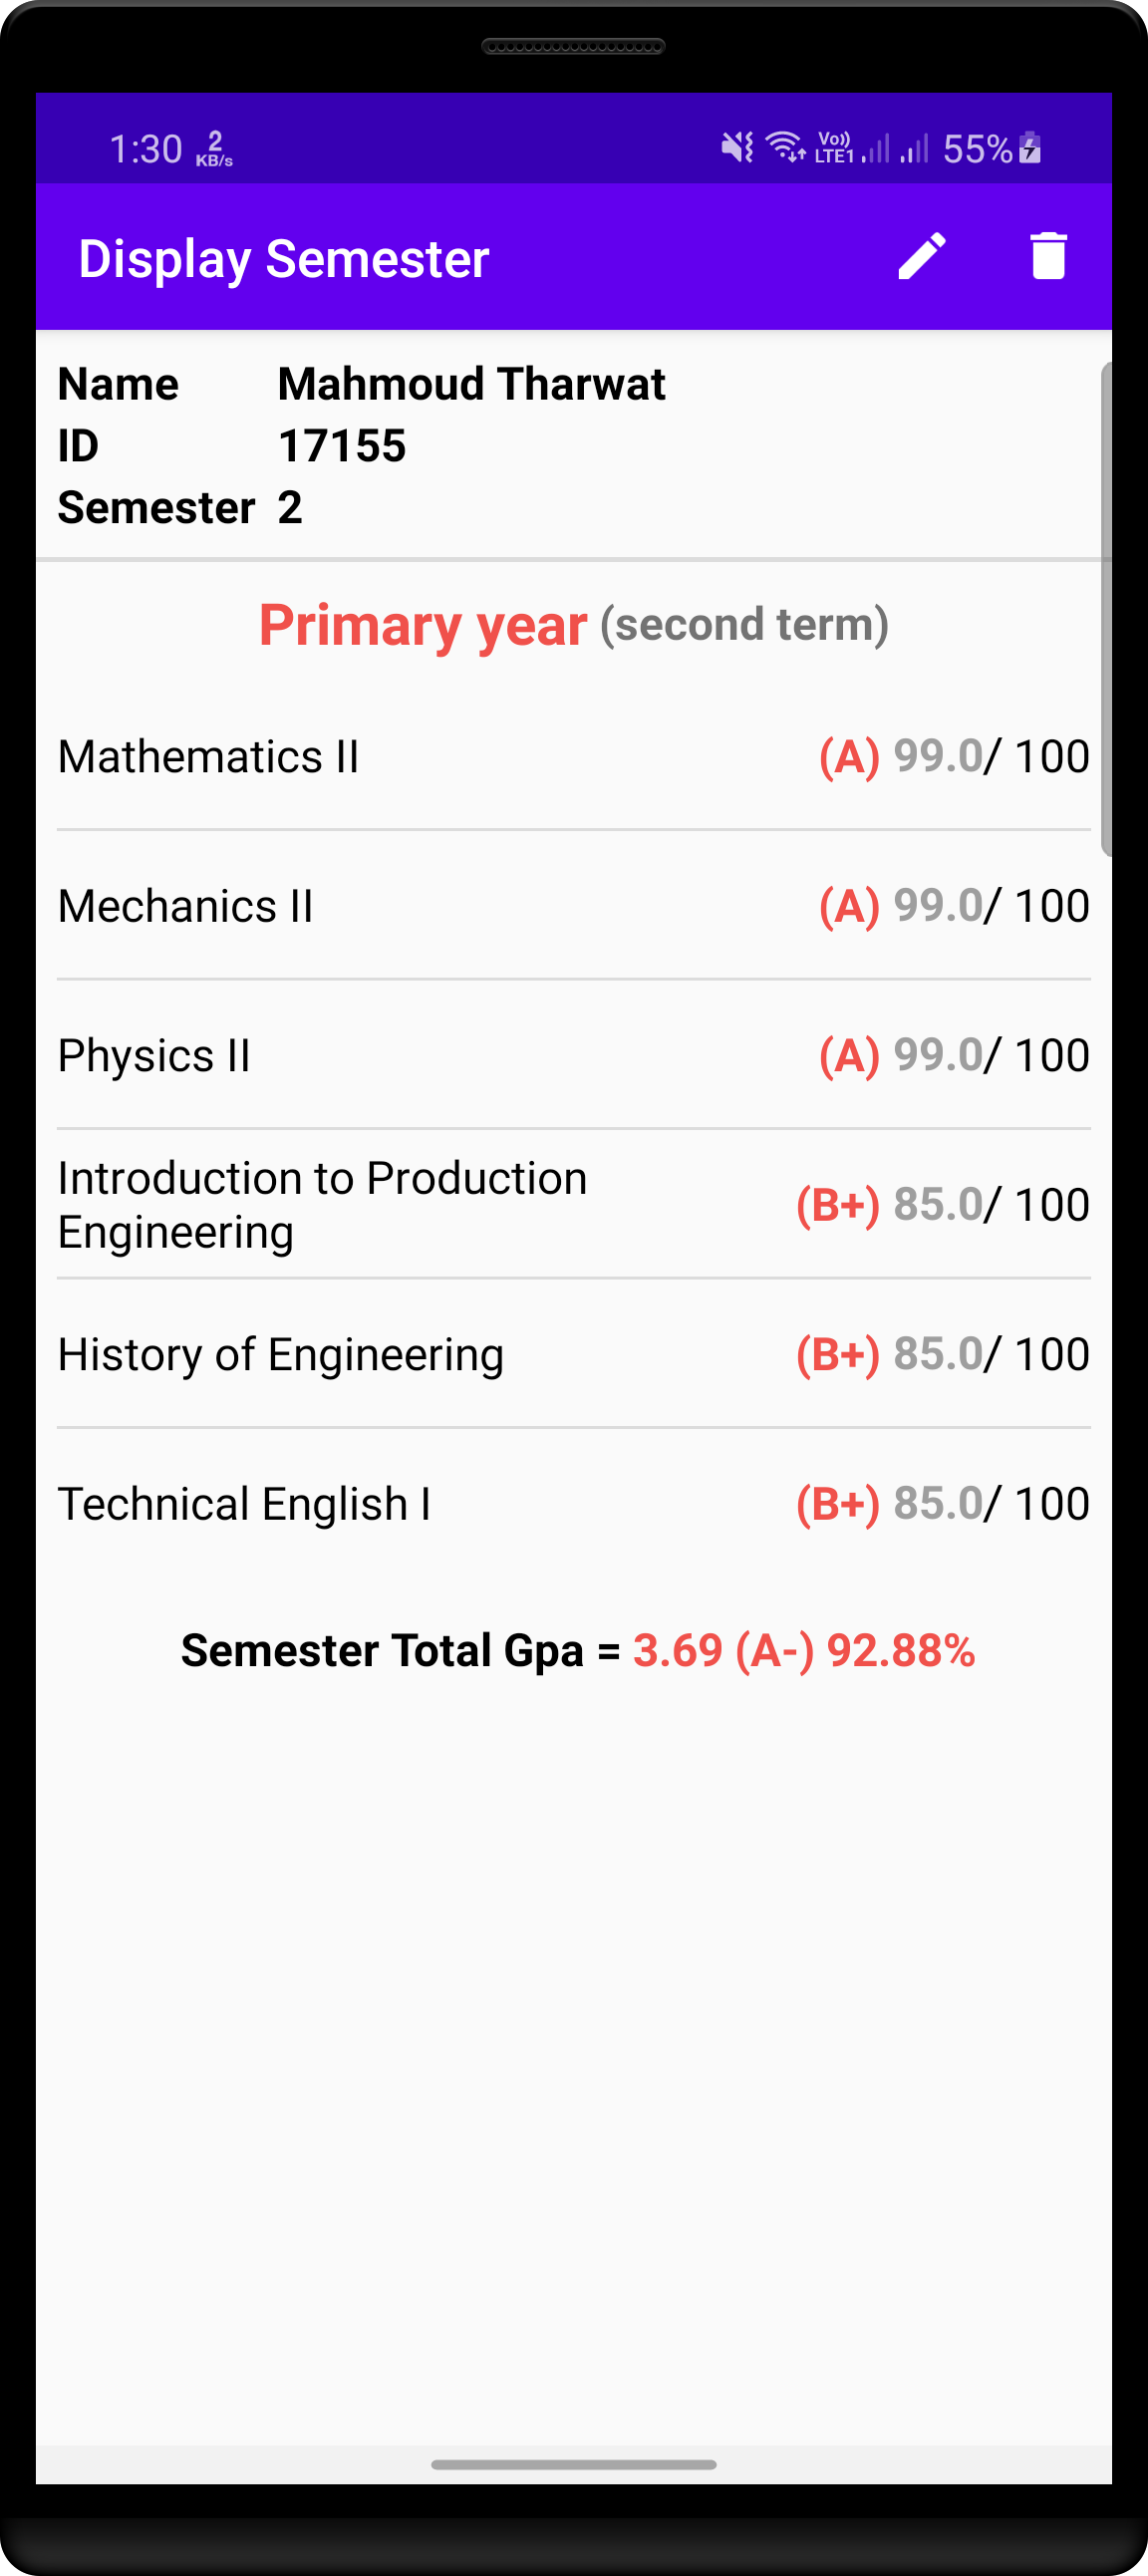 1:30 2 KB/s Vo)) LTE1 55%
Display Semester
Name Mahmoud Tharwat
ID 17155
Semester 2
Primary year (second term)
Mathematics II (A) 99.0/ 100
Mechanics II (A) 99.0/ 100
Physics II (A) 99.0/ 100
Introduction to Production
Engineering (B+) 85.0/ 100
History of Engineering (B+) 85.0/ 100
Technical English I (B+) 85.0/ 100
Semester Total Gpa = 3.69 (A-) 92.88%